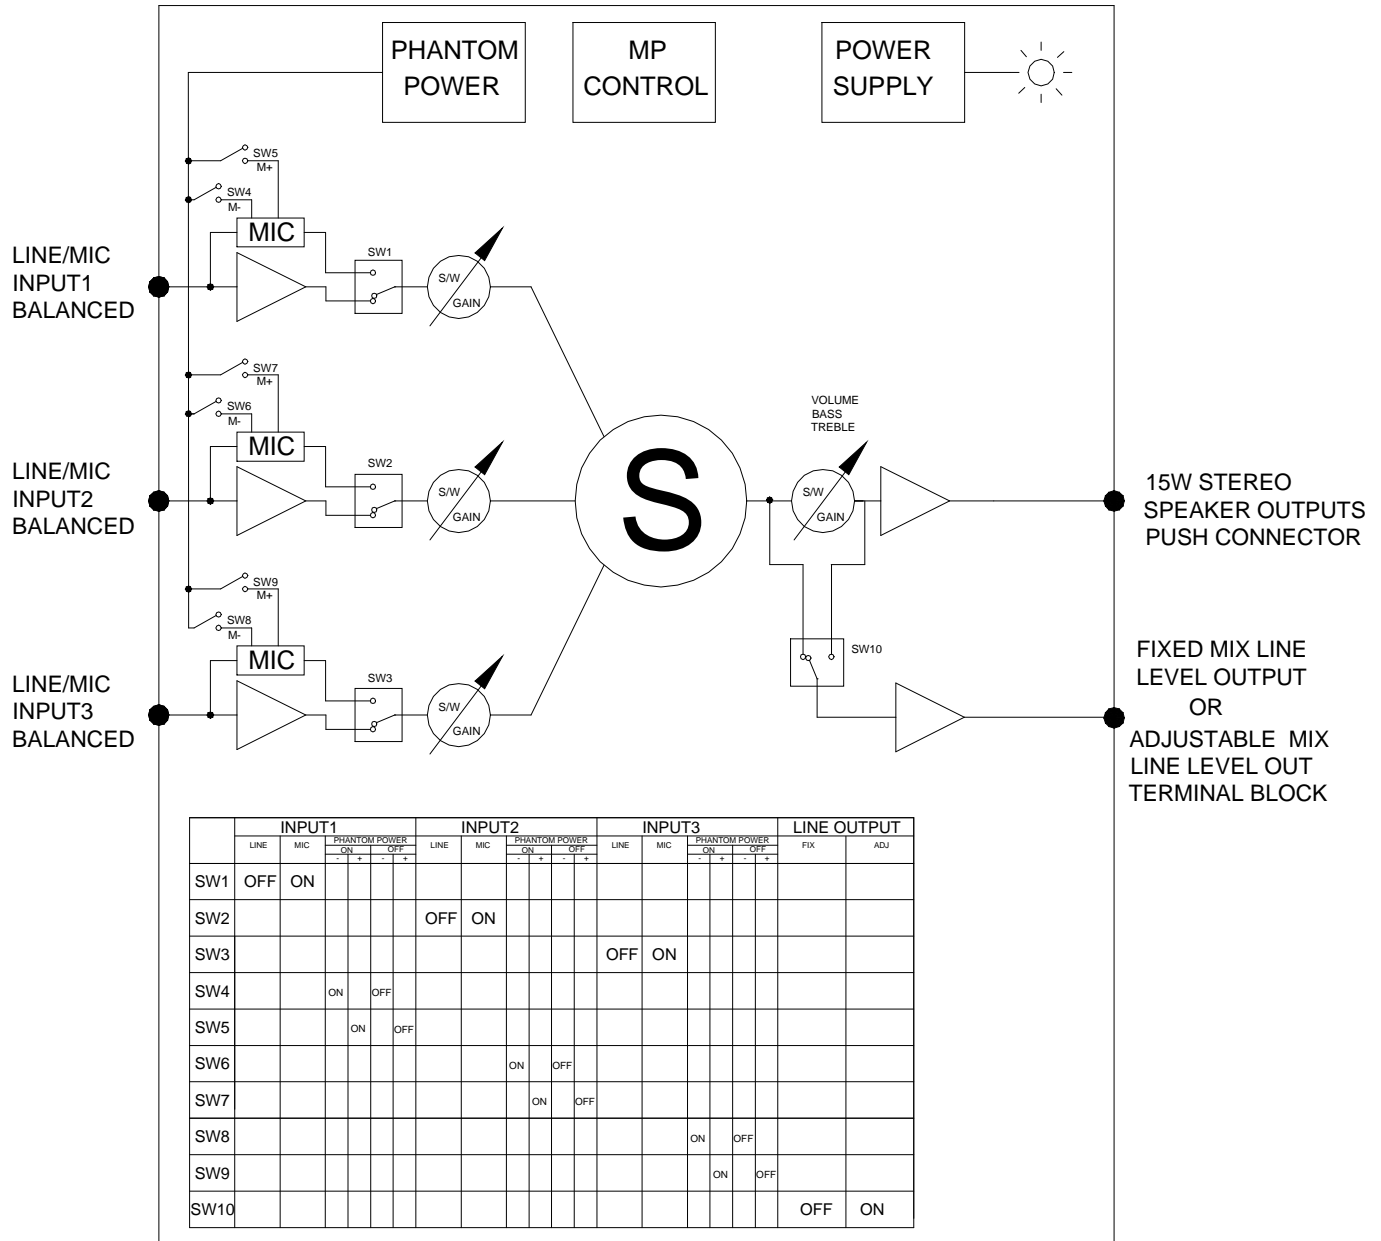 PHANTOM
POWER
MP
CONTROL
POWER
SUPPLY
SW5
M+
SW4
M-
MIC
LINE/MIC
INPUT1
BALANCED
SW1
S/W
GAIN
SW7
M+
SW6
M-
MIC
LINE/MIC
INPUT2
BALANCED
SW2
S/W
GAIN
S
VOLUME
BASS
TREBLE
S/W
GAIN
15W STEREO
SPEAKER OUTPUTS
PUSH CONNECTOR
SW9
M+
SW8
M-
MIC
LINE/MIC
INPUT3
BALANCED
SW3
S/W
GAIN
SW10
FIXED MIX LINE
LEVEL OUTPUT
OR
ADJUSTABLE MIX
LINE LEVEL OUT
TERMINAL BLOCK
INPUT1 INPUT2 INPUT3 LINE OUTPUT
LINE MIC PHANTOM POWER LINE MIC PHANTOM POWER LINE MIC PHANTOM POWER FIX ADJ
ON OFF ON OFF ON OFF
- + - + - + - + - + - +
SW1 OFF ON
SW2 OFF ON
SW3 OFF ON
SW4 ON OFF
SW5 ON OFF
SW6 ON OFF
SW7 ON OFF
SW8 ON OFF
SW9 ON OFF
SW10 OFF ON